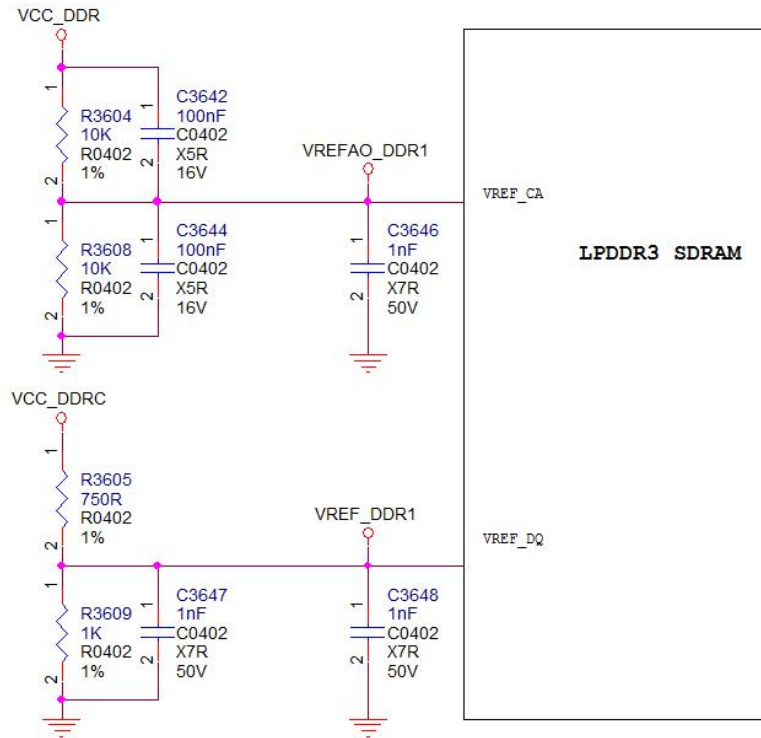 VCC_DDR
1
R3604
10K
R0402
1%
2
1
C3642
100nF
C0402
X5R
16V
2
VREFAO_DDR1
VREF_CA
1
R3608
10K
R0402
1%
2
1
C3644
100nF
C0402
X5R
16V
2
1
C3646
1nF
C0402
X7R
50V
2
LPDDR3 SDRAM
VCC_DDRC
1
R3605
750R
R0402
1%
2
VREF_DDR1
VREF_DQ
1
R3609
1K
R0402
1%
2
1
C3647
1nF
C0402
X7R
50V
2
1
C3648
1nF
C0402
X7R
50V
2